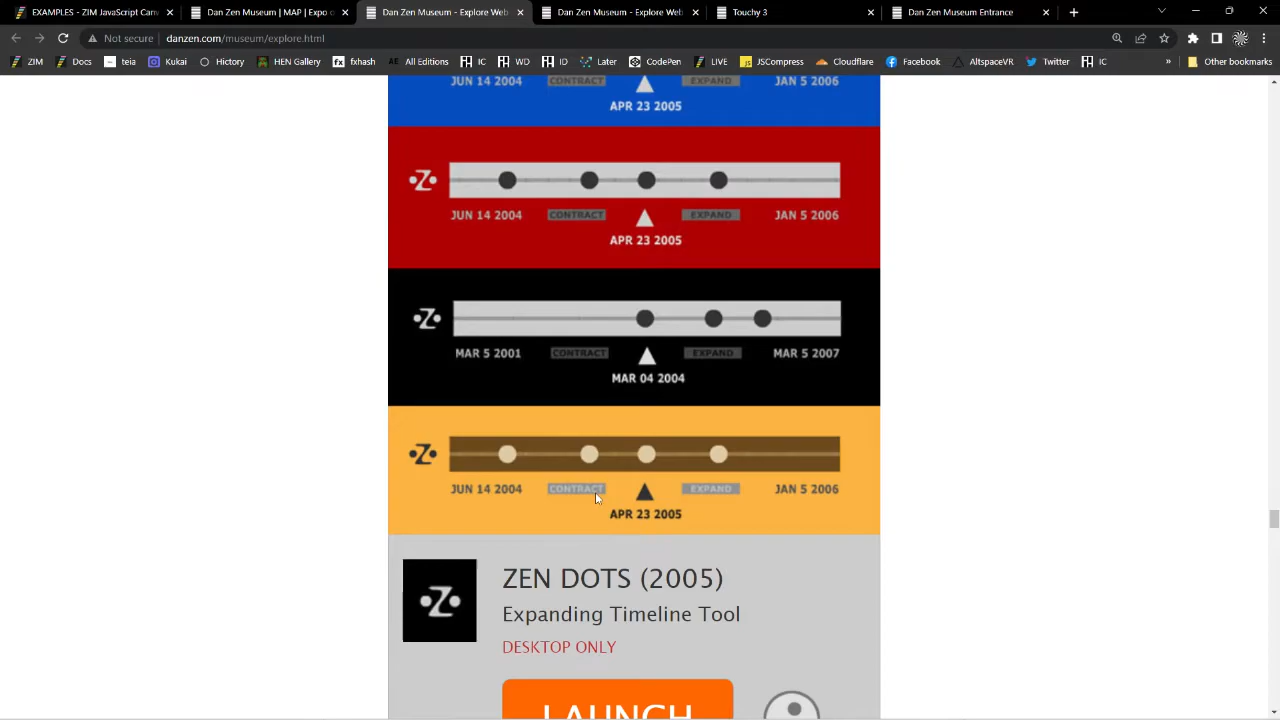 EXAMPLES - ZIM JavaScript Canv
Dan Zen Museum | MAP | Expo o
Dan Zen Museum - Explore Web
Dan Zen Museum - Explore Web
Touchy 3
Dan Zen Museum Entrance
Not secure danzen.com/museum/explore.html
ZIM Docs tesa Kukai Hictory HEN Gallery fxhash All Editions IC WD ID Later CodePen LIVE JSCompress Cloudflare Facebook AltspaceVR Twitter IC » Other bookmarks
JUN 14 2004 CONTRACT EXPAND JAN 5 2006
APR 23 2005
Z
JUN 14 2004 CONTRACT EXPAND JAN 5 2006
APR 23 2005
Z
MAR 5 2001 CONTRACT EXPAND MAR 5 2007
MAR 04 2004
Z
JUN 14 2004 CONTRACT EXPAND JAN 5 2006
APR 23 2005
Z
ZEN DOTS (2005)
Expanding Timeline Tool
DESKTOP ONLY
LAUNCH